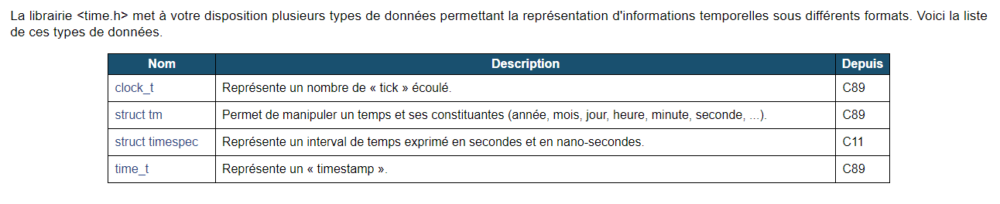 La librairie <time.h> met à votre disposition plusieurs types de données permettant la représentation d'informations temporelles sous différents formats. Voici la liste
de ces types de données.
Nom Description Depuis
clock_t Représente un nombre de « tick » écoulé. C89
struct tm Permet de manipuler un temps et ses constituantes (année, mois, jour, heure, minute, seconde, ...). C89
struct timespec Représente un interval de temps exprimé en secondes et en nano-secondes. C11
time_t Représente un « timestamp ». C89